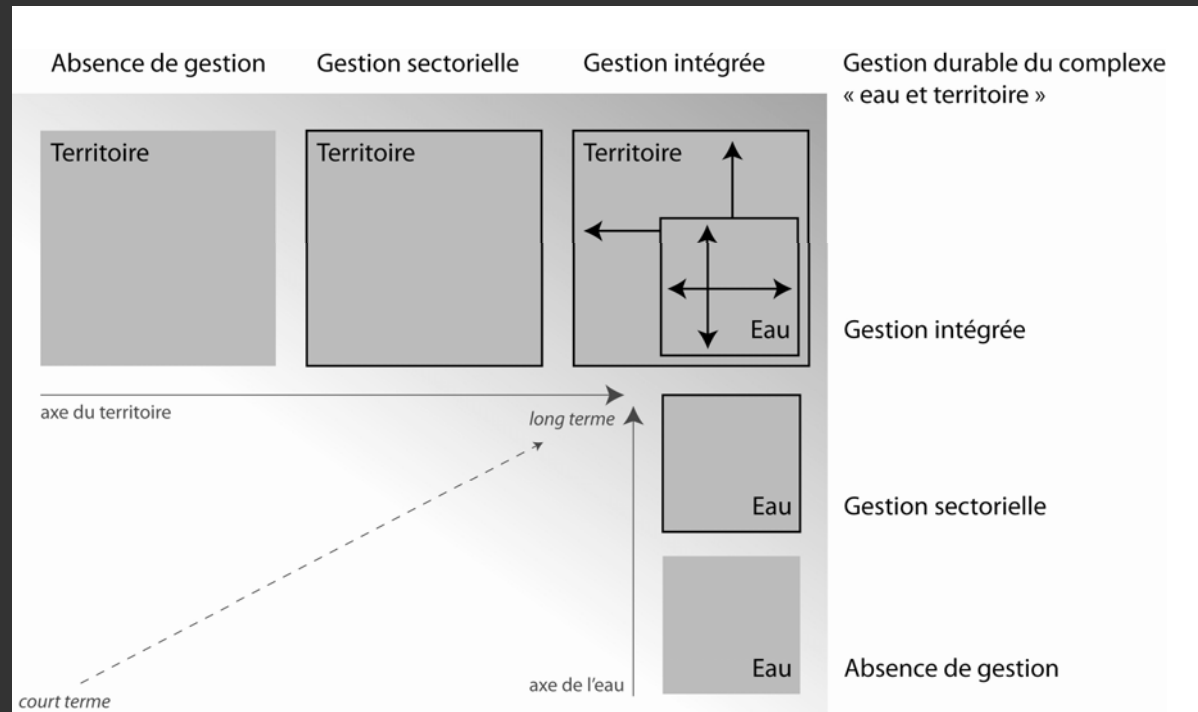 Absence de gestion
Gestion sectorielle
Gestion intégrée
Gestion durable du complexe
« eau et territoire »
Territoire
Territoire
Territoire
Eau
Gestion intégrée
axe du territoire
long terme
Eau
Gestion sectorielle
Eau
Absence de gestion
axe de l'eau
court terme